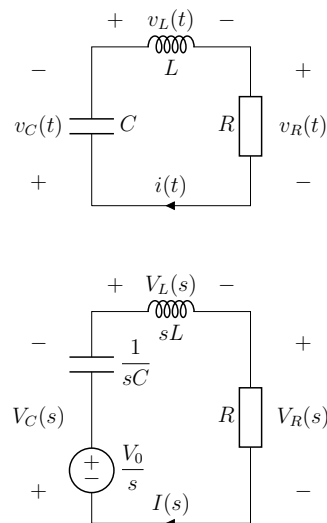 + v_L(t) −
L
− +
v_C(t) C R v_R(t)
+ −
i(t)
+ V_L(s) −
sL
− 1/sC +
V_C(s) R V_R(s)
+ − V_0/s
+ −
I(s)